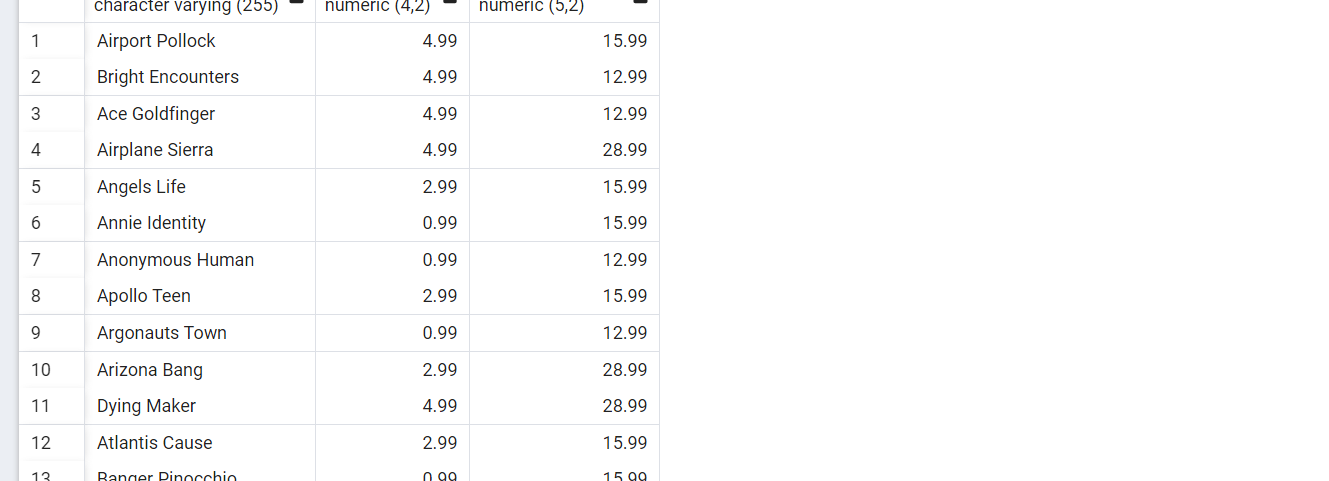 character varying (255) numeric (4,2) numeric (5,2)
1 Airport Pollock 4.99 15.99
2 Bright Encounters 4.99 12.99
3 Ace Goldfinger 4.99 12.99
4 Airplane Sierra 4.99 28.99
5 Angels Life 2.99 15.99
6 Annie Identity 0.99 15.99
7 Anonymous Human 0.99 12.99
8 Apollo Teen 2.99 15.99
9 Argonauts Town 0.99 12.99
10 Arizona Bang 2.99 28.99
11 Dying Maker 4.99 28.99
12 Atlantis Cause 2.99 15.99
13 Banger Pinocchio 0.99 15.99